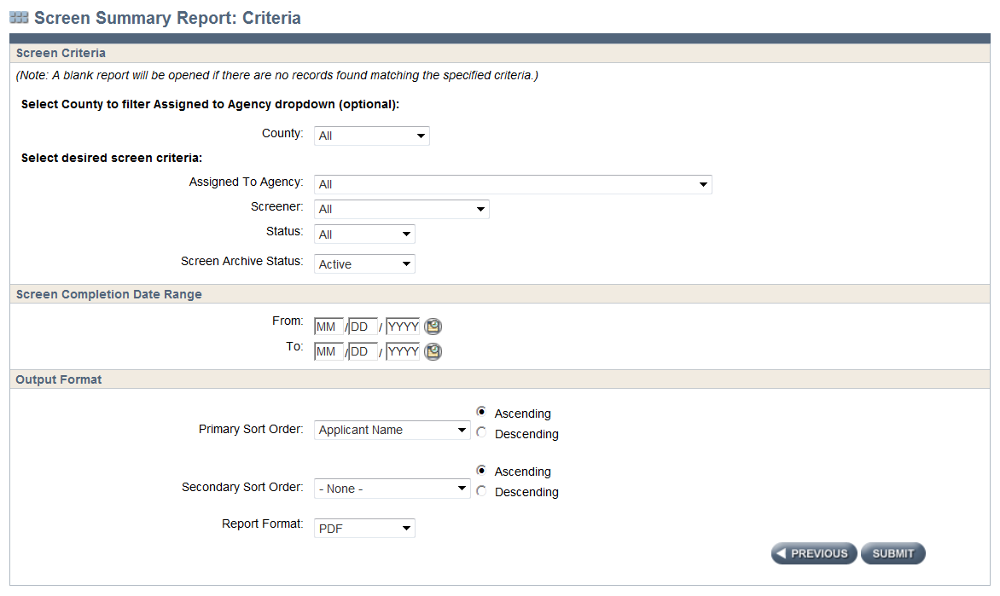 Screen Summary Report: Criteria
Screen Criteria
(Note: A blank report will be opened if there are no records found matching the specified criteria.)
Select County to filter Assigned to Agency dropdown (optional):
County: All
Select desired screen criteria:
Assigned To Agency: All
Screener: All
Status: All
Screen Archive Status: Active
Screen Completion Date Range
From: MM / DD / YYYY
To: MM / DD / YYYY
Output Format
Ascending
Primary Sort Order: Applicant Name
Descending
Ascending
Secondary Sort Order: - None -
Descending
Report Format: PDF
PREVIOUS SUBMIT